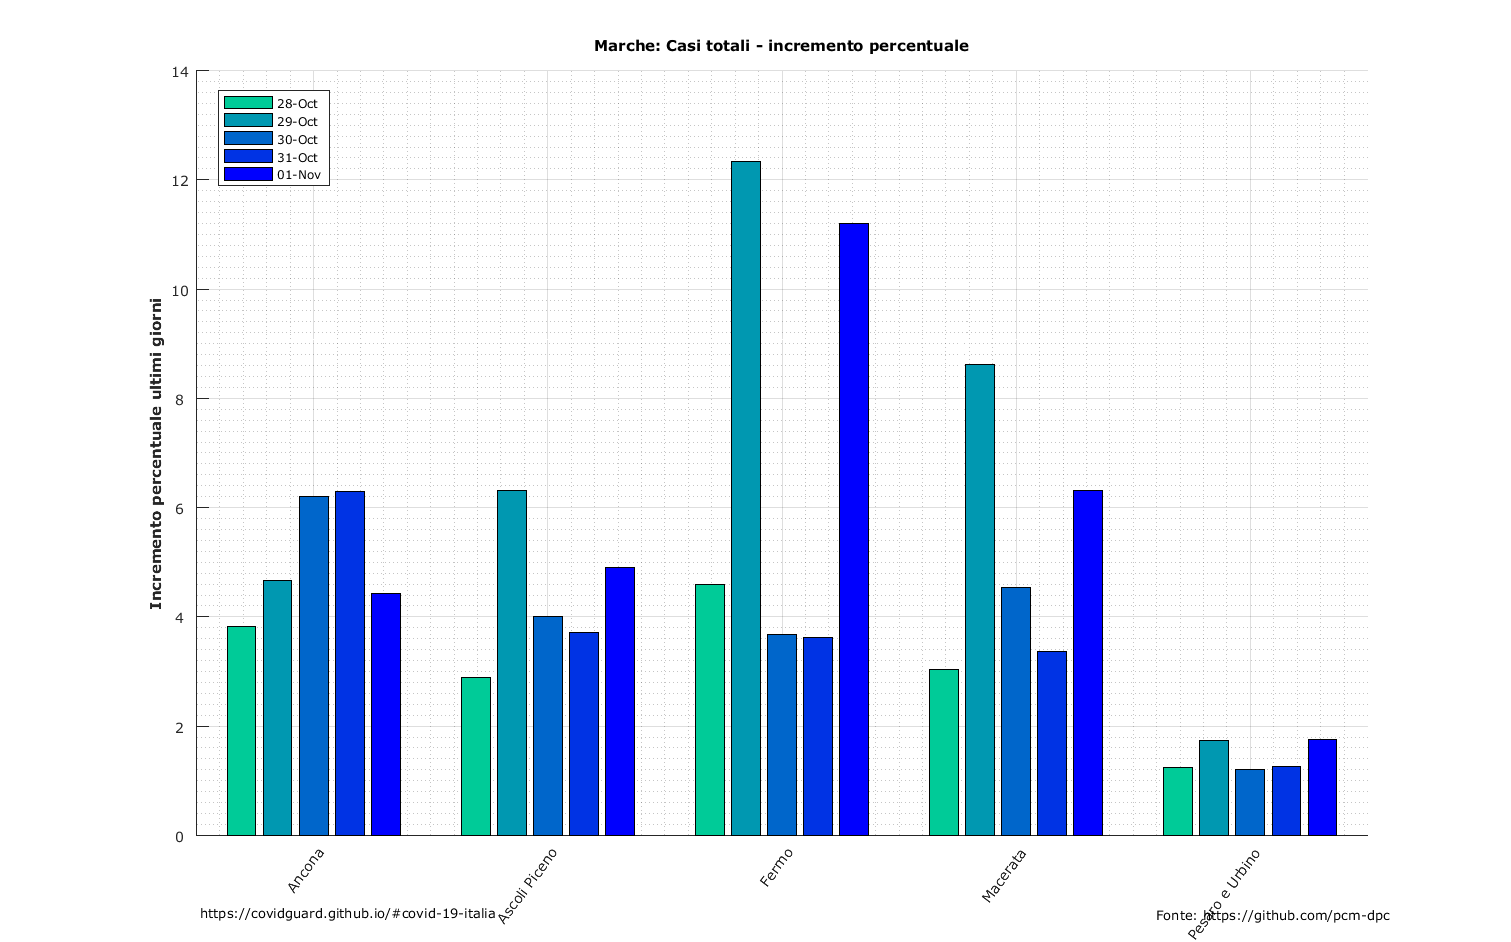 Marche: Casi totali - incremento percentuale
14
12
10
8
6
4
2
0
Incremento percentuale ultimi giorni
28-Oct
29-Oct
30-Oct
31-Oct
01-Nov
Ancona
Ascoli Piceno
Fermo
Macerata
Pesaro e Urbino
https://covidguard.github.io/#covid-19-italia
Fonte: https://github.com/pcm-dpc